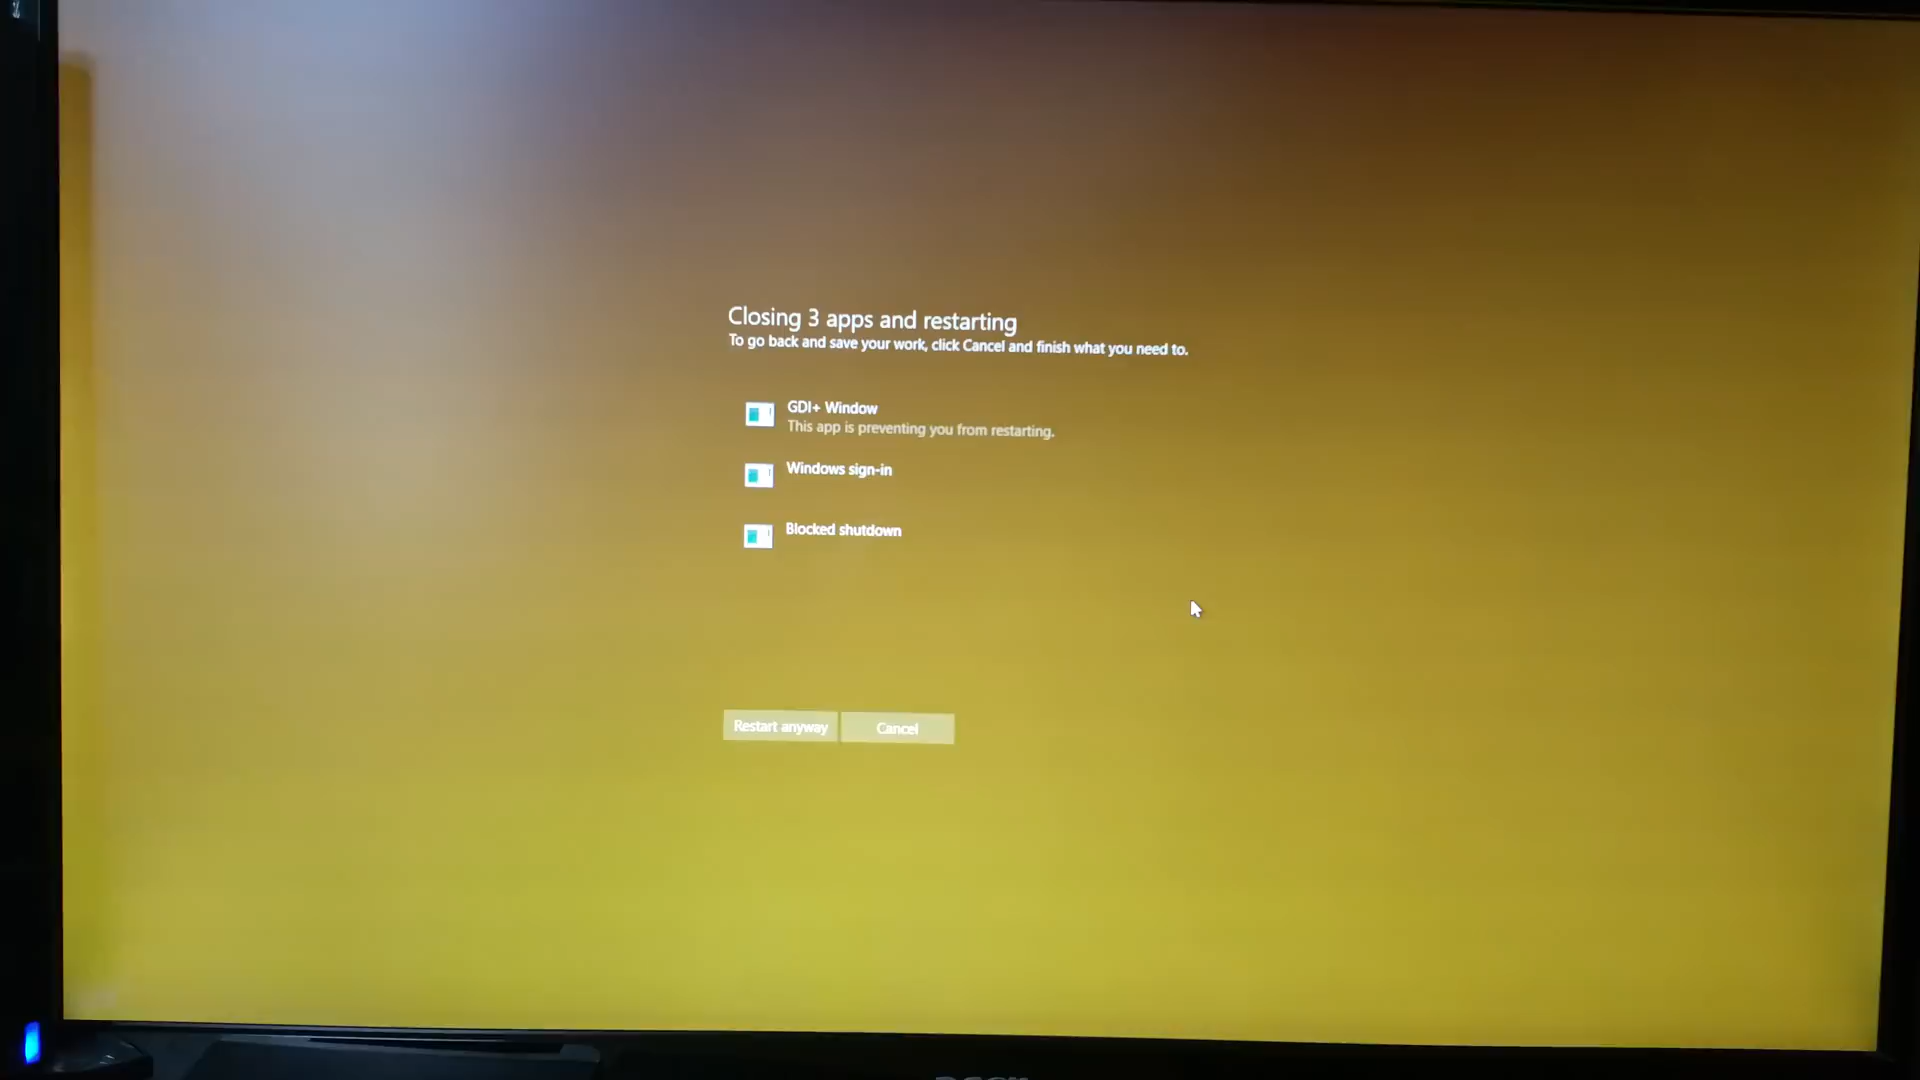 Closing 3 apps and restarting
To go back and save your work, click Cancel and finish what you need to.
GDI+ Window
This app is preventing you from restarting.
Windows sign-in
Blocked shutdown
Restart anyway
Cancel